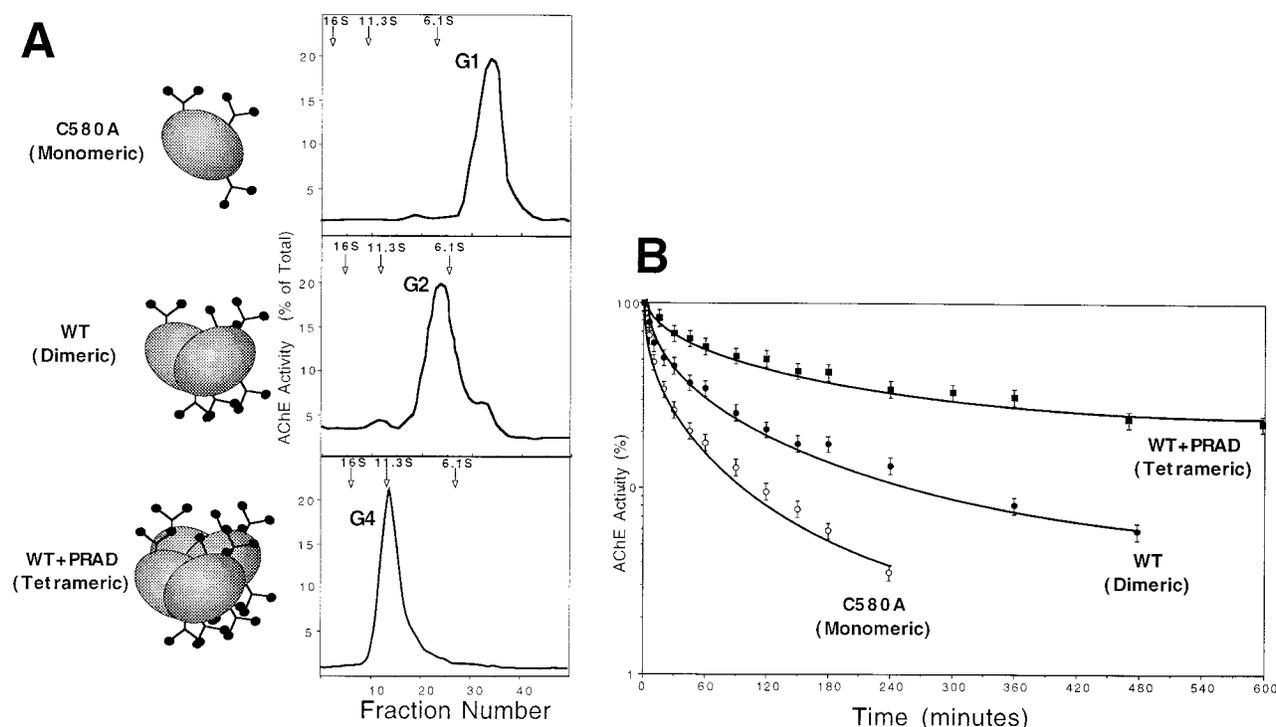 A
16S 11.3S 6.1S
G1
20
15
10
5
C580A
(Monomeric)
16S 11.3S 6.1S
G2
20
15
10
5
WT
(Dimeric)
AChE Activity (% of Total)
16S 11.3S 6.1S
G4
20
15
10
5
WT+PRAD
(Tetrameric)
10 20 30 40
Fraction Number
B
100
10
1
AChE Activity (%)
WT+PRAD
(Tetrameric)
WT
(Dimeric)
C580A
(Monomeric)
0 60 120 180 240 300 360 420 480 540 600
Time (minutes)